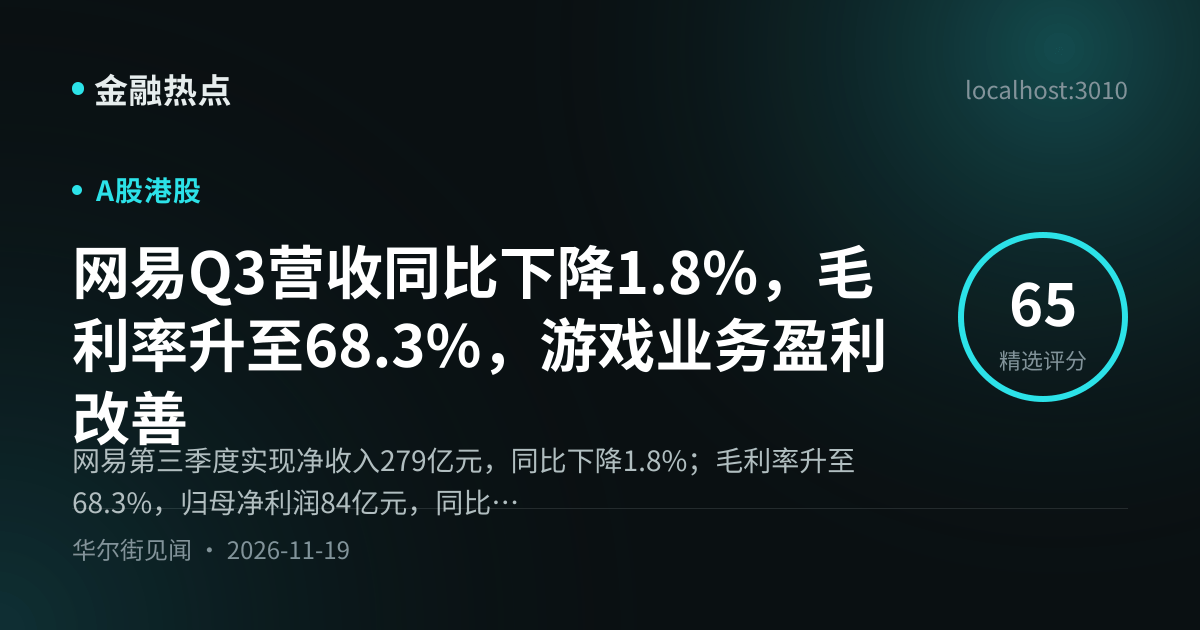 金融热点
localhost:3010
A股港股
网易Q3营收同比下降1.8%，毛
利率升至68.3%，游戏业务盈利
改善
65
精选评分
网易第三季度实现净收入279亿元，同比下降1.8%；毛利率升至
68.3%，归母净利润84亿元，同比…
华尔街见闻 · 2026-11-19